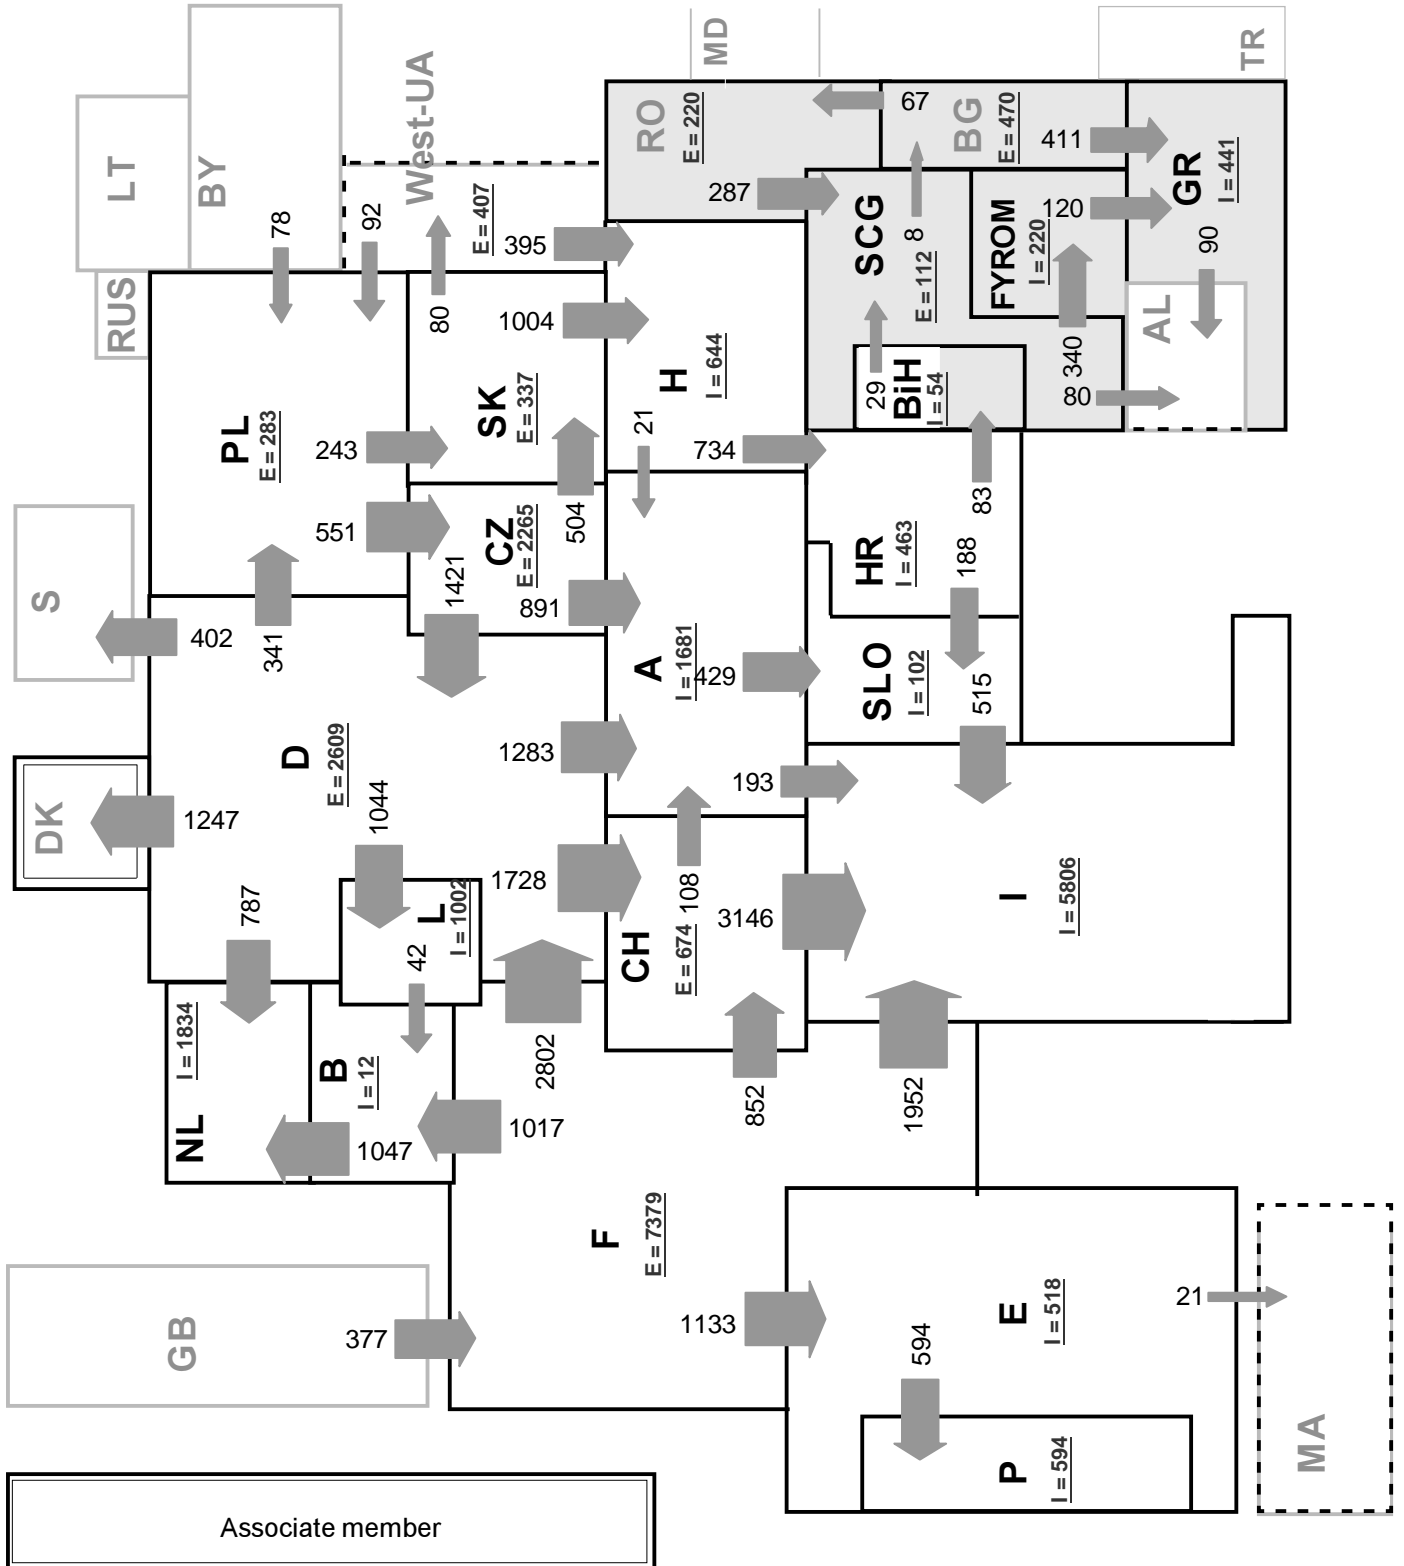 MD
TR
LT
BY
West-UA
RO
E = 220
67
BG
E = 470
411
GR
I = 441
78
92
E = 407
395
287
SCG
8
E = 112
FYROM
I = 220
120
90
RUS
80
1004
H
I = 644
29
BiH
I = 54
340
80
AL
PL
E = 283
243
SK
E = 337
21
734
551
504
CZ
E = 2265
83
HR
I = 463
188
S
402
341
1421
891
A
I = 1681
429
SLO
I = 102
515
D
E = 2609
1283
193
DK
1247
1044
787
L
I = 1002
1728
108
3146
I
I = 5806
42
CH
E = 674
NL
I = 1834
B
I = 12
2802
852
1952
1047
1017
F
E = 7379
GB
377
1133
594
E
I = 518
21
MA
P
I = 594
Associate member